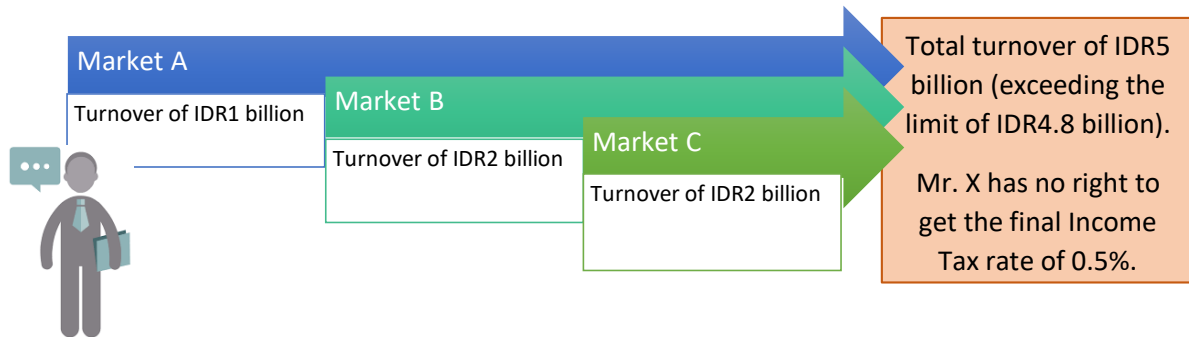 Market A
Turnover of IDR1 billion
Market B
Turnover of IDR2 billion
Market C
Turnover of IDR2 billion
Total turnover of IDR5
billion (exceeding the
limit of IDR4.8 billion).
Mr. X has no right to
get the final Income
Tax rate of 0.5%.